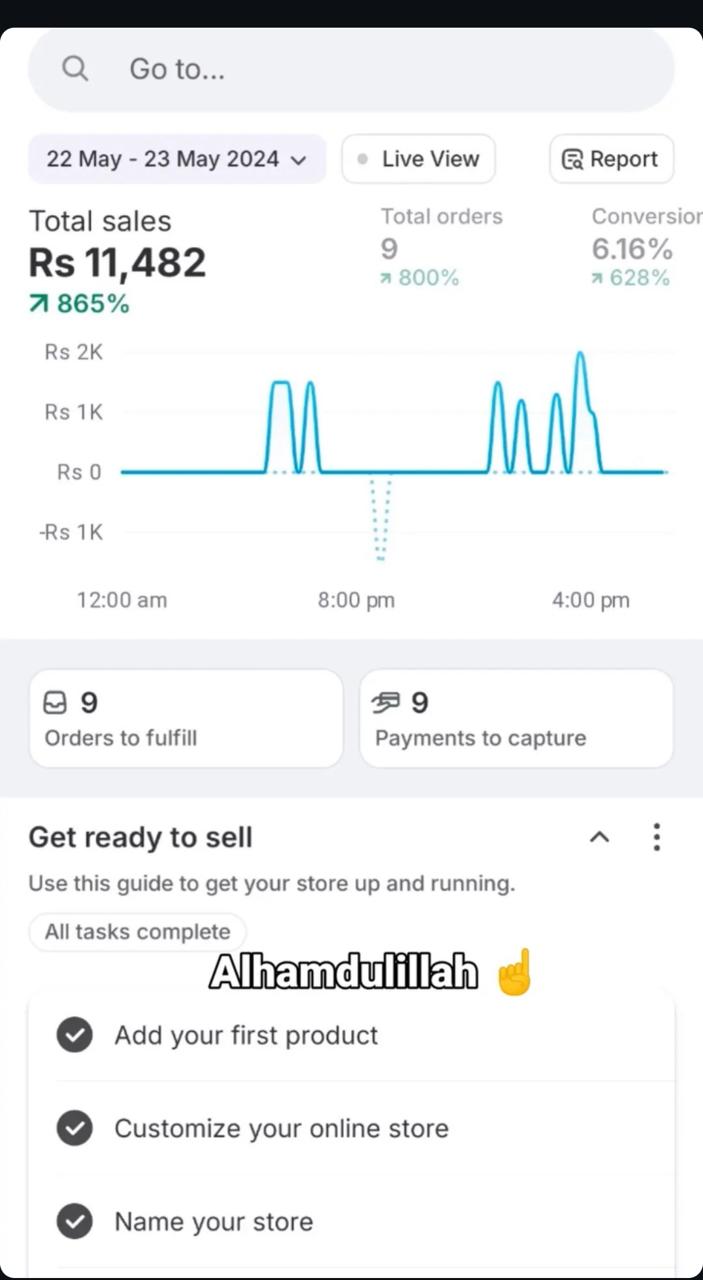 Go to...
22 May - 23 May 2024
Live View
Report
Total sales
Rs 11,482
865%
Total orders
9
800%
Conversion
6.16%
628%
Rs 2K
Rs 1K
Rs 0
-Rs 1K
12:00 am
8:00 pm
4:00 pm
9
Orders to fulfill
9
Payments to capture
Get ready to sell
Use this guide to get your store up and running.
All tasks complete
Alhamdulillah ☝️
Add your first product
Customize your online store
Name your store